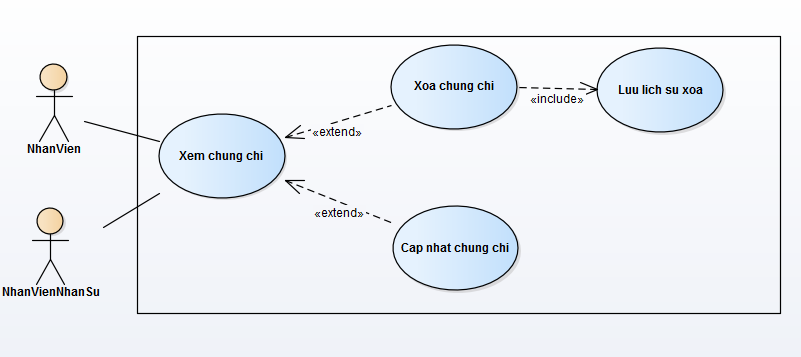 Xoa chung chi
Luu lich su xoa
«include»
«extend»
NhanVien
Xem chung chi
«extend»
Cap nhat chung chi
NhanVienNhanSu